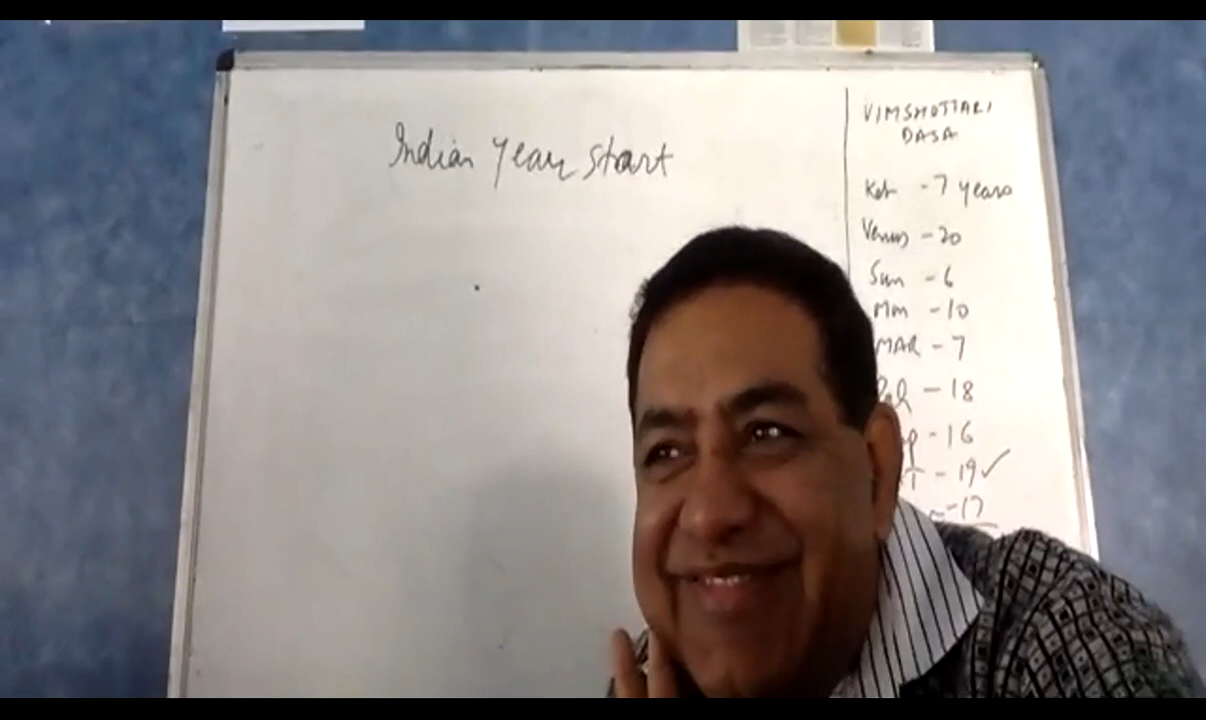 Indian Year start
VIMSHOTTARI
DASA
Ket - 7 years
Venus - 20
Sun - 6
Mm - 10
MAR - 7
- 18
- 16
- 19 ✓
- 17